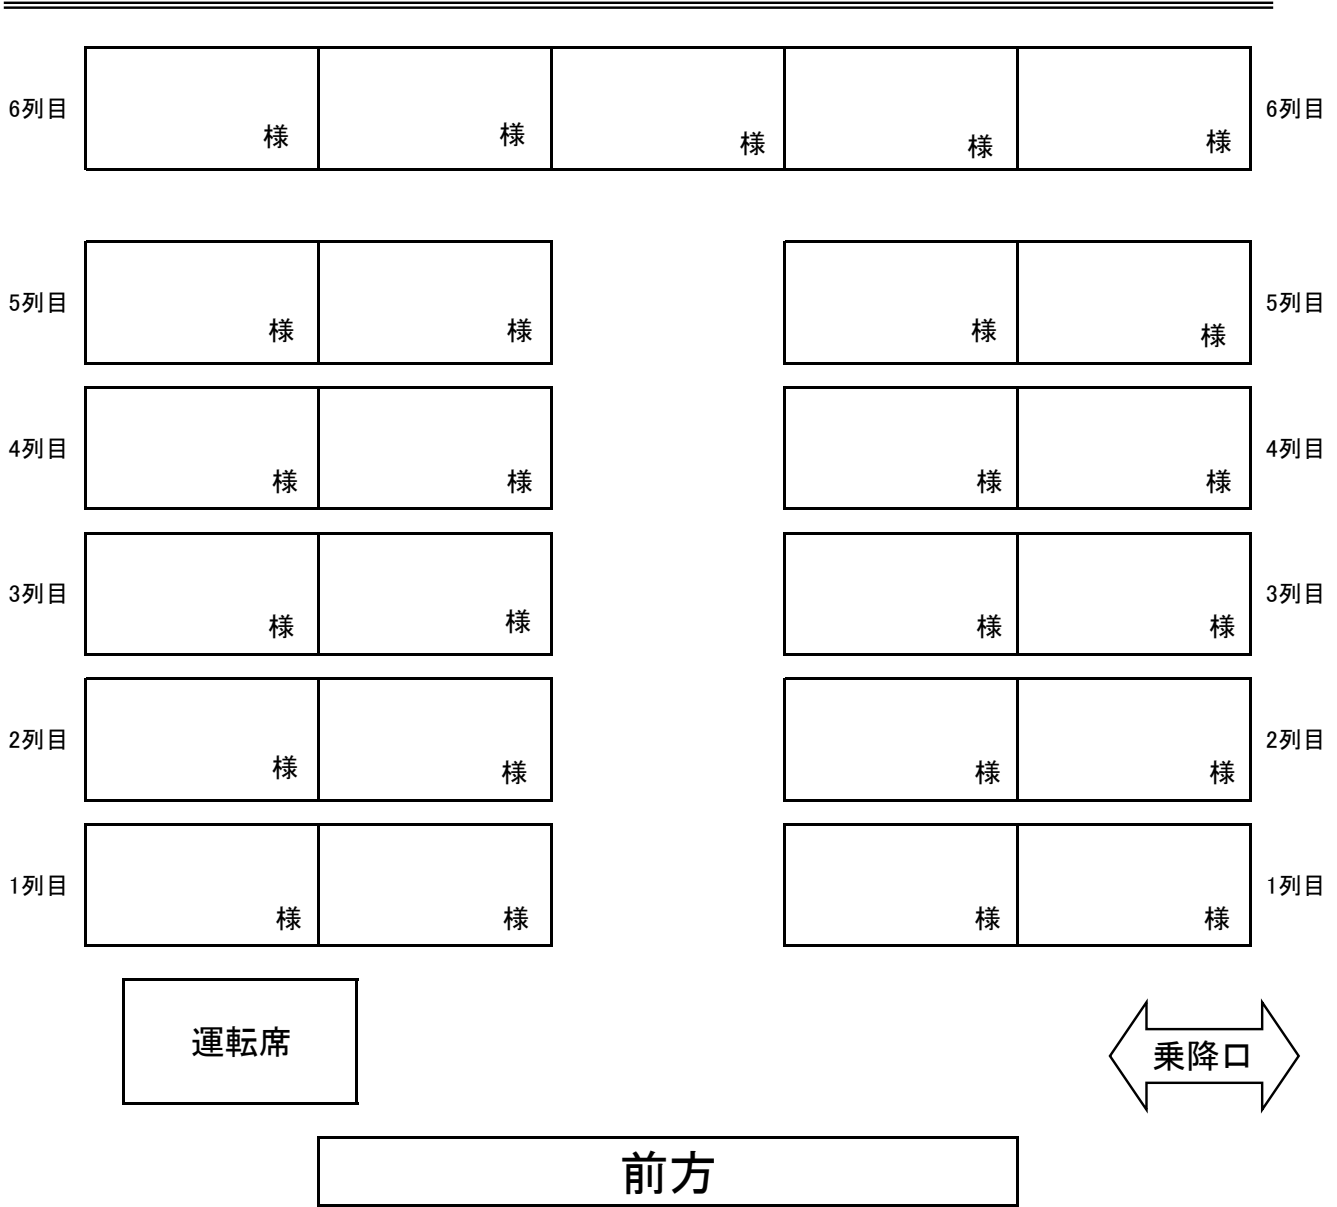 6列目 様 様 様 様 様 6列目
5列目 様 様 様 様 5列目
4列目 様 様 様 様 4列目
3列目 様 様 様 様 3列目
2列目 様 様 様 様 2列目
1列目 様 様 様 様 1列目
運転席 乗降口
前方